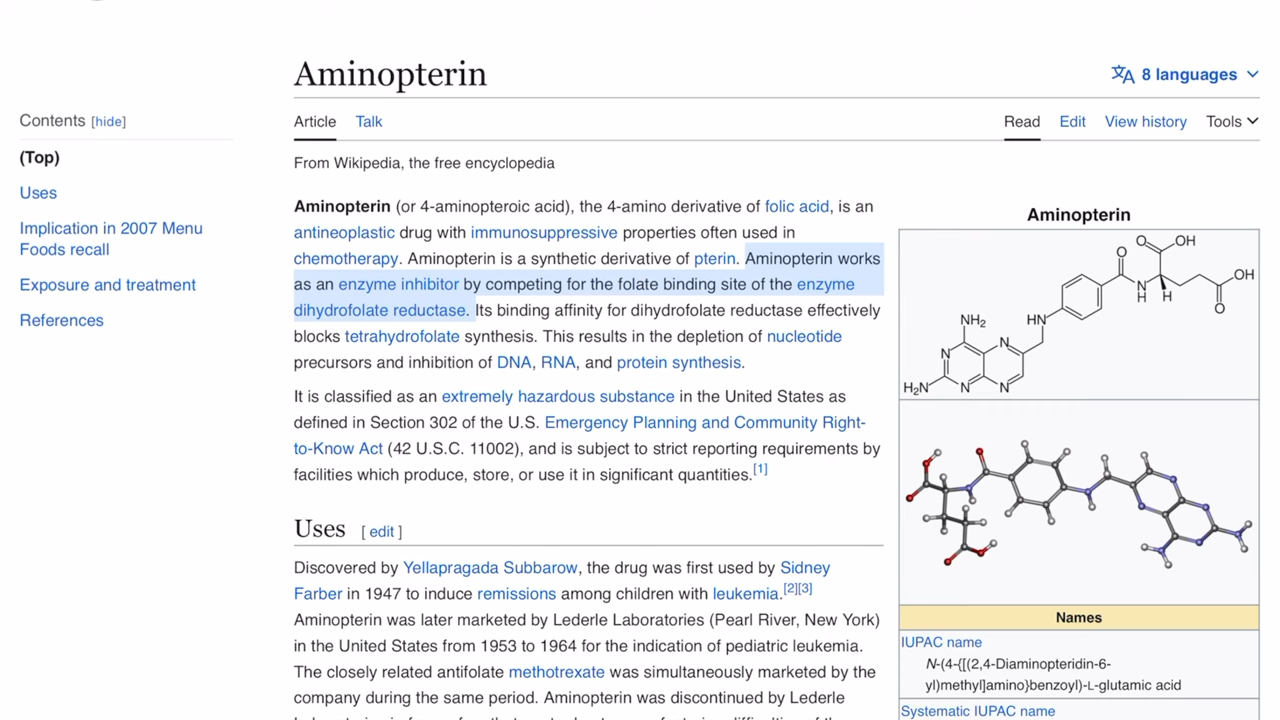 Aminopterin
8 languages
Contents [hide]
(Top)
Uses
Implication in 2007 Menu
Foods recall
Exposure and treatment
References
Article Talk
Read Edit View history Tools
From Wikipedia, the free encyclopedia
Aminopterin (or 4-aminopteroic acid), the 4-amino derivative of folic acid, is an
antineoplastic drug with immunosuppressive properties often used in
chemotherapy. Aminopterin is a synthetic derivative of pterin. Aminopterin works
as an enzyme inhibitor by competing for the folate binding site of the enzyme
dihydrofolate reductase. Its binding affinity for dihydrofolate reductase effectively
blocks tetrahydrofolate synthesis. This results in the depletion of nucleotide
precursors and inhibition of DNA, RNA, and protein synthesis.
It is classified as an extremely hazardous substance in the United States as
defined in Section 302 of the U.S. Emergency Planning and Community Right-
to-Know Act (42 U.S.C. 11002), and is subject to strict reporting requirements by
facilities which produce, store, or use it in significant quantities.[1]
Uses [ edit ]
Discovered by Yellapragada Subbarow, the drug was first used by Sidney
Farber in 1947 to induce remissions among children with leukemia.[2][3]
Aminopterin was later marketed by Lederle Laboratories (Pearl River, New York)
in the United States from 1953 to 1964 for the indication of pediatric leukemia.
The closely related antifolate methotrexate was simultaneously marketed by the
company during the same period. Aminopterin was discontinued by Lederle
Aminopterin
O OH
O
OH
N
H
H
O
HN
NH₂
N
N
H₂N
N
N
Names
IUPAC name
N-(4-{[(2,4-Diaminopteridin-6-
yl)methyl]amino}benzoyl)-L-glutamic acid
Systematic IUPAC name